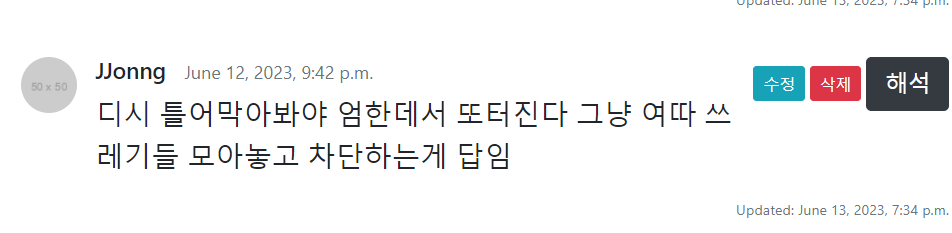 Updated: June 13, 2023, 7:34 p.m.
JJonng June 12, 2023, 9:42 p.m.
수정 삭제 해석
50 x 50
디시 틀어막아봐야 엄한데서 또터진다 그냥 여따 쓰
레기들 모아놓고 차단하는게 답임
Updated: June 13, 2023, 7:34 p.m.